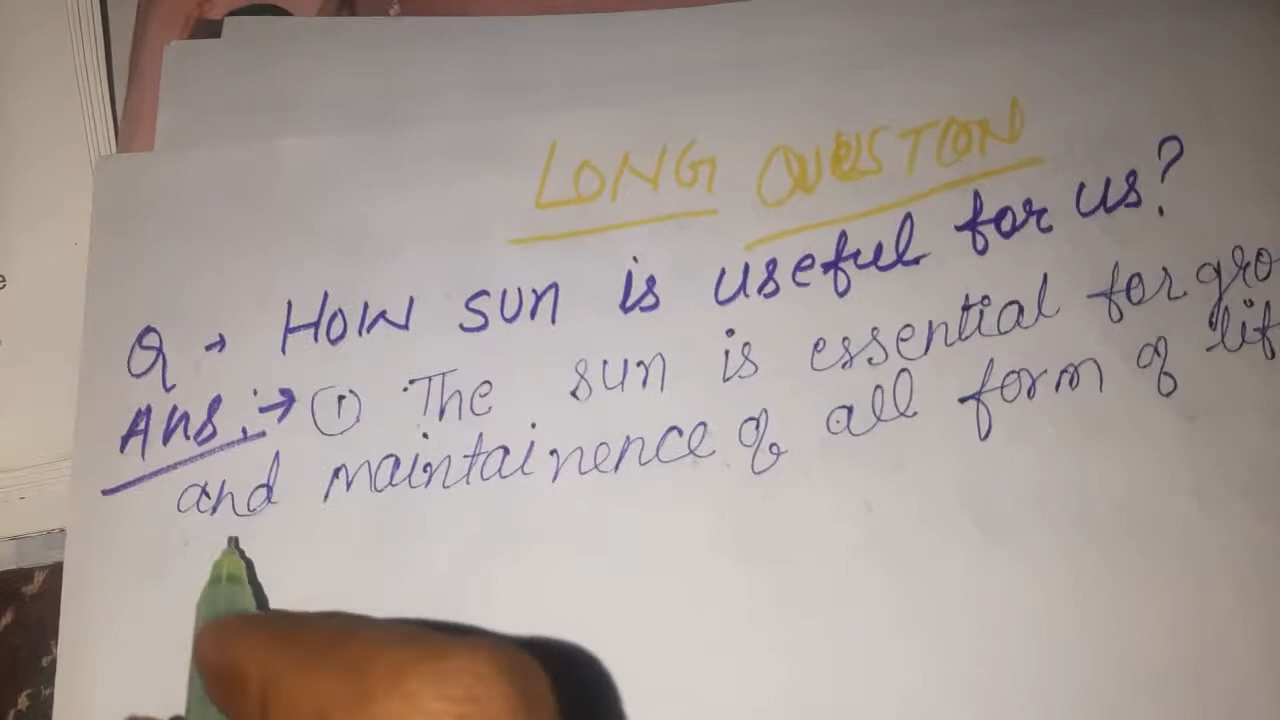 LONG QUESTION
Q → How sun is useful for us?
Ans:→ ① The sun is essential for gro
and maintainence of all form of lif